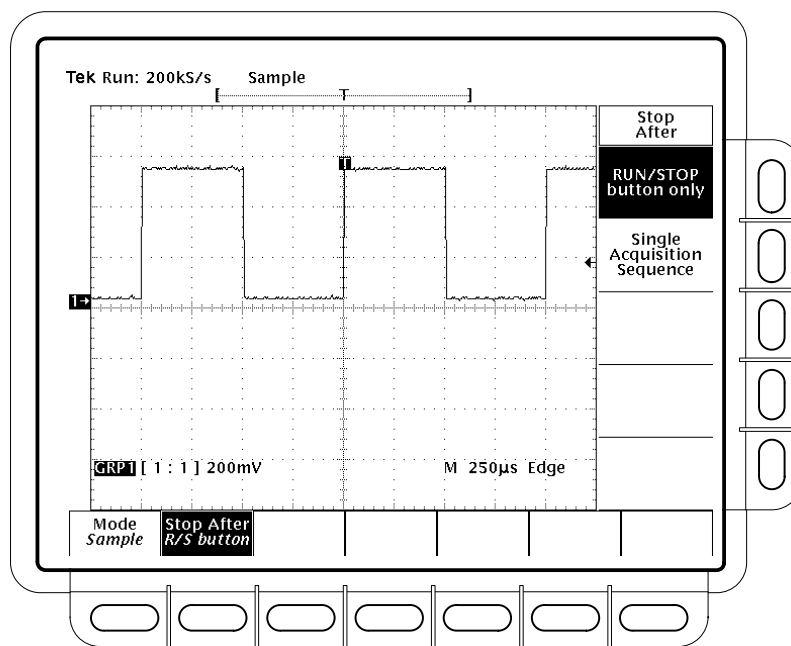 Tek Run: 200kS/s Sample
[ T ]
Stop
After
T
RUN/STOP
button only
Single
Acquisition
Sequence
1→
GRP1 [ 1 : 1 ] 200mV M 250µs Edge
Mode
Sample
Stop After
R/S button